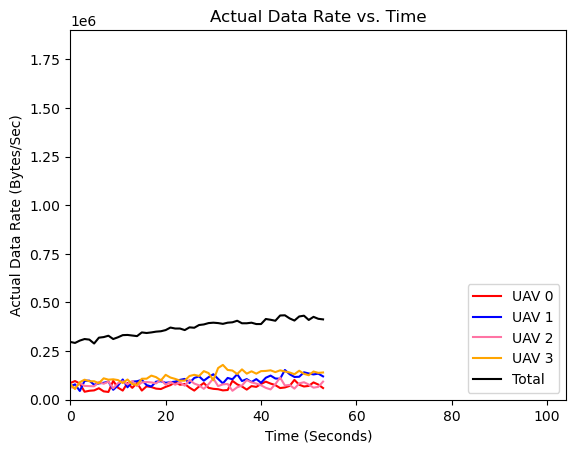 Actual Data Rate vs. Time
1e6
1.75
1.50
1.25
1.00
0.75
0.50
0.25
0.00
Actual Data Rate (Bytes/Sec)
0 20 40 60 80 100
Time (Seconds)
UAV 0
UAV 1
UAV 2
UAV 3
Total